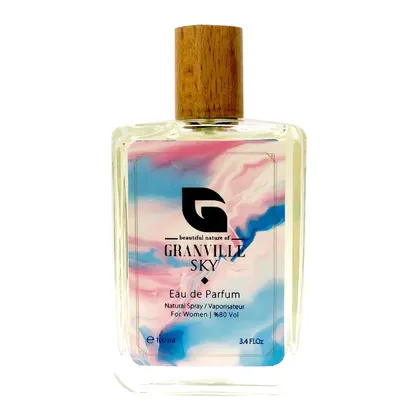 beautiful nature of
GRANVILLE
SKY
Eau de Parfum
Natural Spray / Vaporisateur
For Women | %80 Vol
℮ 100 ml 3.4 FLOz